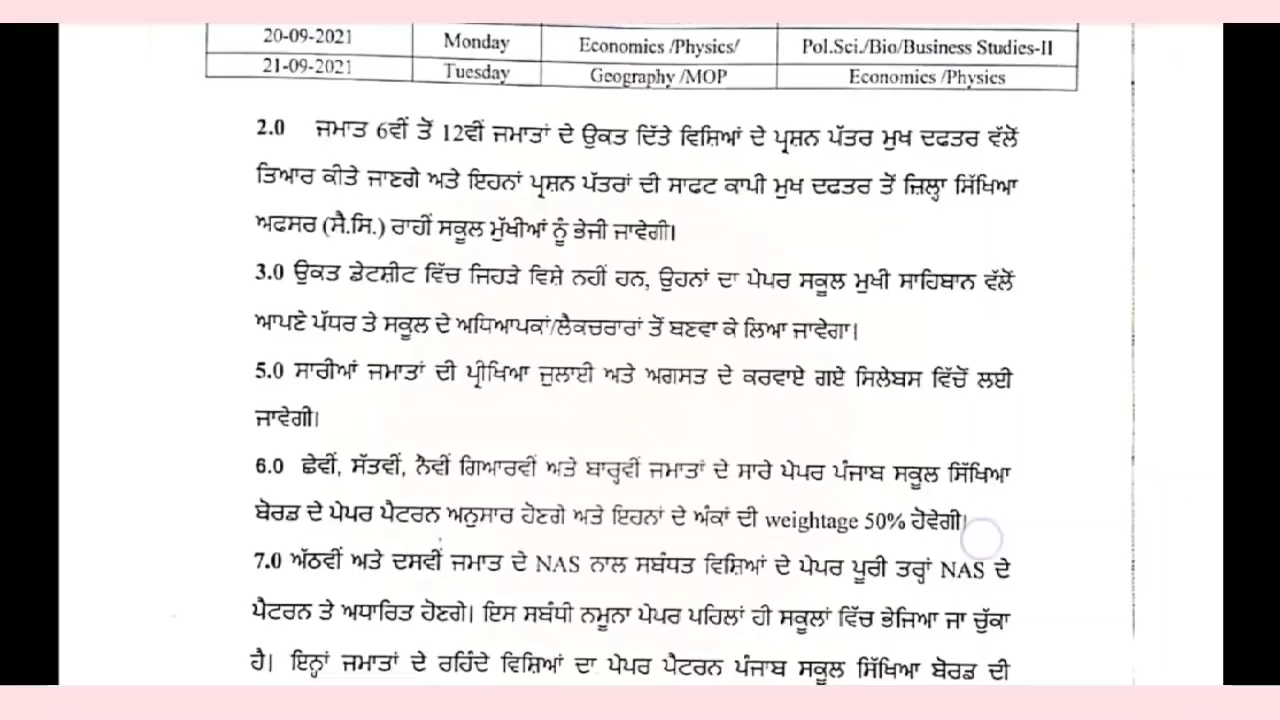 20-09-2021 Monday Economics /Physics/ Pol.Sci./Bio/Business Studies-II
21-09-2021 Tuesday Geography /MOP Economics /Physics
2.0 ਜਮਾਤ 6ਵੀਂ ਤੋਂ 12ਵੀਂ ਜਮਾਤਾਂ ਦੇ ਉਕਤ ਦਿੱਤੇ ਵਿਸ਼ਿਆਂ ਦੇ ਪ੍ਰਸ਼ਨ ਪੱਤਰ ਮੁਖ ਦਫਤਰ ਵੱਲੋਂ
ਤਿਆਰ ਕੀਤੇ ਜਾਣਗੇ ਅਤੇ ਇਹਨਾਂ ਪ੍ਰਸ਼ਨ ਪੱਤਰਾਂ ਦੀ ਸਾਫਟ ਕਾਪੀ ਮੁਖ ਦਫਤਰ ਤੋਂ ਜ਼ਿਲ੍ਹਾ ਸਿੱਖਿਆ
ਅਫਸਰ (ਸੈ.ਸਿ.) ਰਾਹੀਂ ਸਕੂਲ ਮੁੱਖੀਆਂ ਨੂੰ ਭੇਜੀ ਜਾਵੇਗੀ।
3.0 ਉਕਤ ਡੇਟਸ਼ੀਟ ਵਿੱਚ ਜਿਹੜੇ ਵਿਸ਼ੇ ਨਹੀਂ ਹਨ, ਉਹਨਾਂ ਦਾ ਪੇਪਰ ਸਕੂਲ ਮੁਖੀ ਸਾਹਿਬਾਨ ਵੱਲੋਂ
ਆਪਣੇ ਪੱਧਰ ਤੇ ਸਕੂਲ ਦੇ ਅਧਿਆਪਕਾਂ/ਲੈਕਚਰਾਰਾਂ ਤੋਂ ਬਣਵਾ ਕੇ ਲਿਆ ਜਾਵੇਗਾ।
5.0 ਸਾਰੀਆਂ ਜਮਾਤਾਂ ਦੀ ਪ੍ਰੀਖਿਆ ਜੁਲਾਈ ਅਤੇ ਅਗਸਤ ਦੇ ਕਰਵਾਏ ਗਏ ਸਿਲੇਬਸ ਵਿੱਚੋਂ ਲਈ
ਜਾਵੇਗੀ।
6.0 ਛੇਵੀਂ, ਸੱਤਵੀਂ, ਨੌਵੀਂ ਗਿਆਰਵੀਂ ਅਤੇ ਬਾਰ੍ਹਵੀਂ ਜਮਾਤਾਂ ਦੇ ਸਾਰੇ ਪੇਪਰ ਪੰਜਾਬ ਸਕੂਲ ਸਿੱਖਿਆ
ਬੋਰਡ ਦੇ ਪੇਪਰ ਪੈਟਰਨ ਅਨੁਸਾਰ ਹੋਣਗੇ ਅਤੇ ਇਹਨਾਂ ਦੇ ਅੰਕਾਂ ਦੀ weightage 50% ਹੋਵੇਗੀ।
7.0 ਅੱਠਵੀਂ ਅਤੇ ਦਸਵੀਂ ਜਮਾਤ ਦੇ NAS ਨਾਲ ਸਬੰਧਤ ਵਿਸ਼ਿਆਂ ਦੇ ਪੇਪਰ ਪੂਰੀ ਤਰ੍ਹਾਂ NAS ਦੇ
ਪੈਟਰਨ ਤੇ ਅਧਾਰਿਤ ਹੋਣਗੇ। ਇਸ ਸਬੰਧੀ ਨਮੂਨਾ ਪੇਪਰ ਪਹਿਲਾਂ ਹੀ ਸਕੂਲਾਂ ਵਿੱਚ ਭੇਜਿਆ ਜਾ ਚੁੱਕਾ
ਹੈ। ਇਨ੍ਹਾਂ ਜਮਾਤਾਂ ਦੇ ਰਹਿੰਦੇ ਵਿਸ਼ਿਆਂ ਦਾ ਪੇਪਰ ਪੈਟਰਨ ਪੰਜਾਬ ਸਕੂਲ ਸਿੱਖਿਆ ਬੋਰਡ ਦੀ